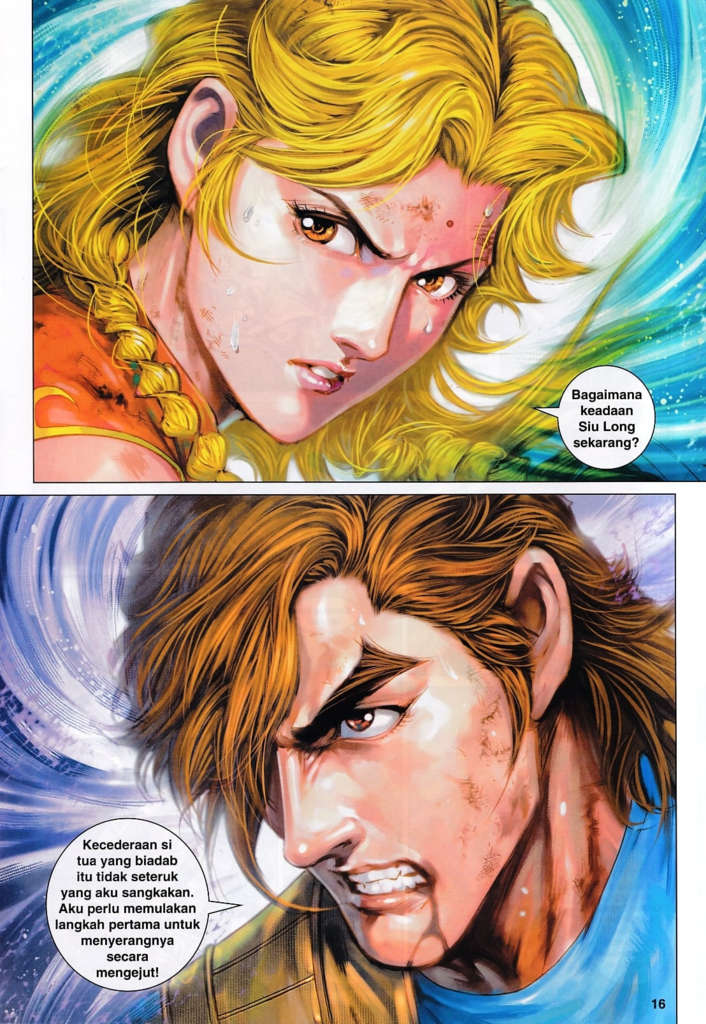 Bagaimana
keadaan
Siu Long
sekarang?
Kecederaan si
tua yang biadab
itu tidak seteruk
yang aku sangkakan.
Aku perlu memulakan
langkah pertama untuk
menyerangnya
secara
mengejut!
16